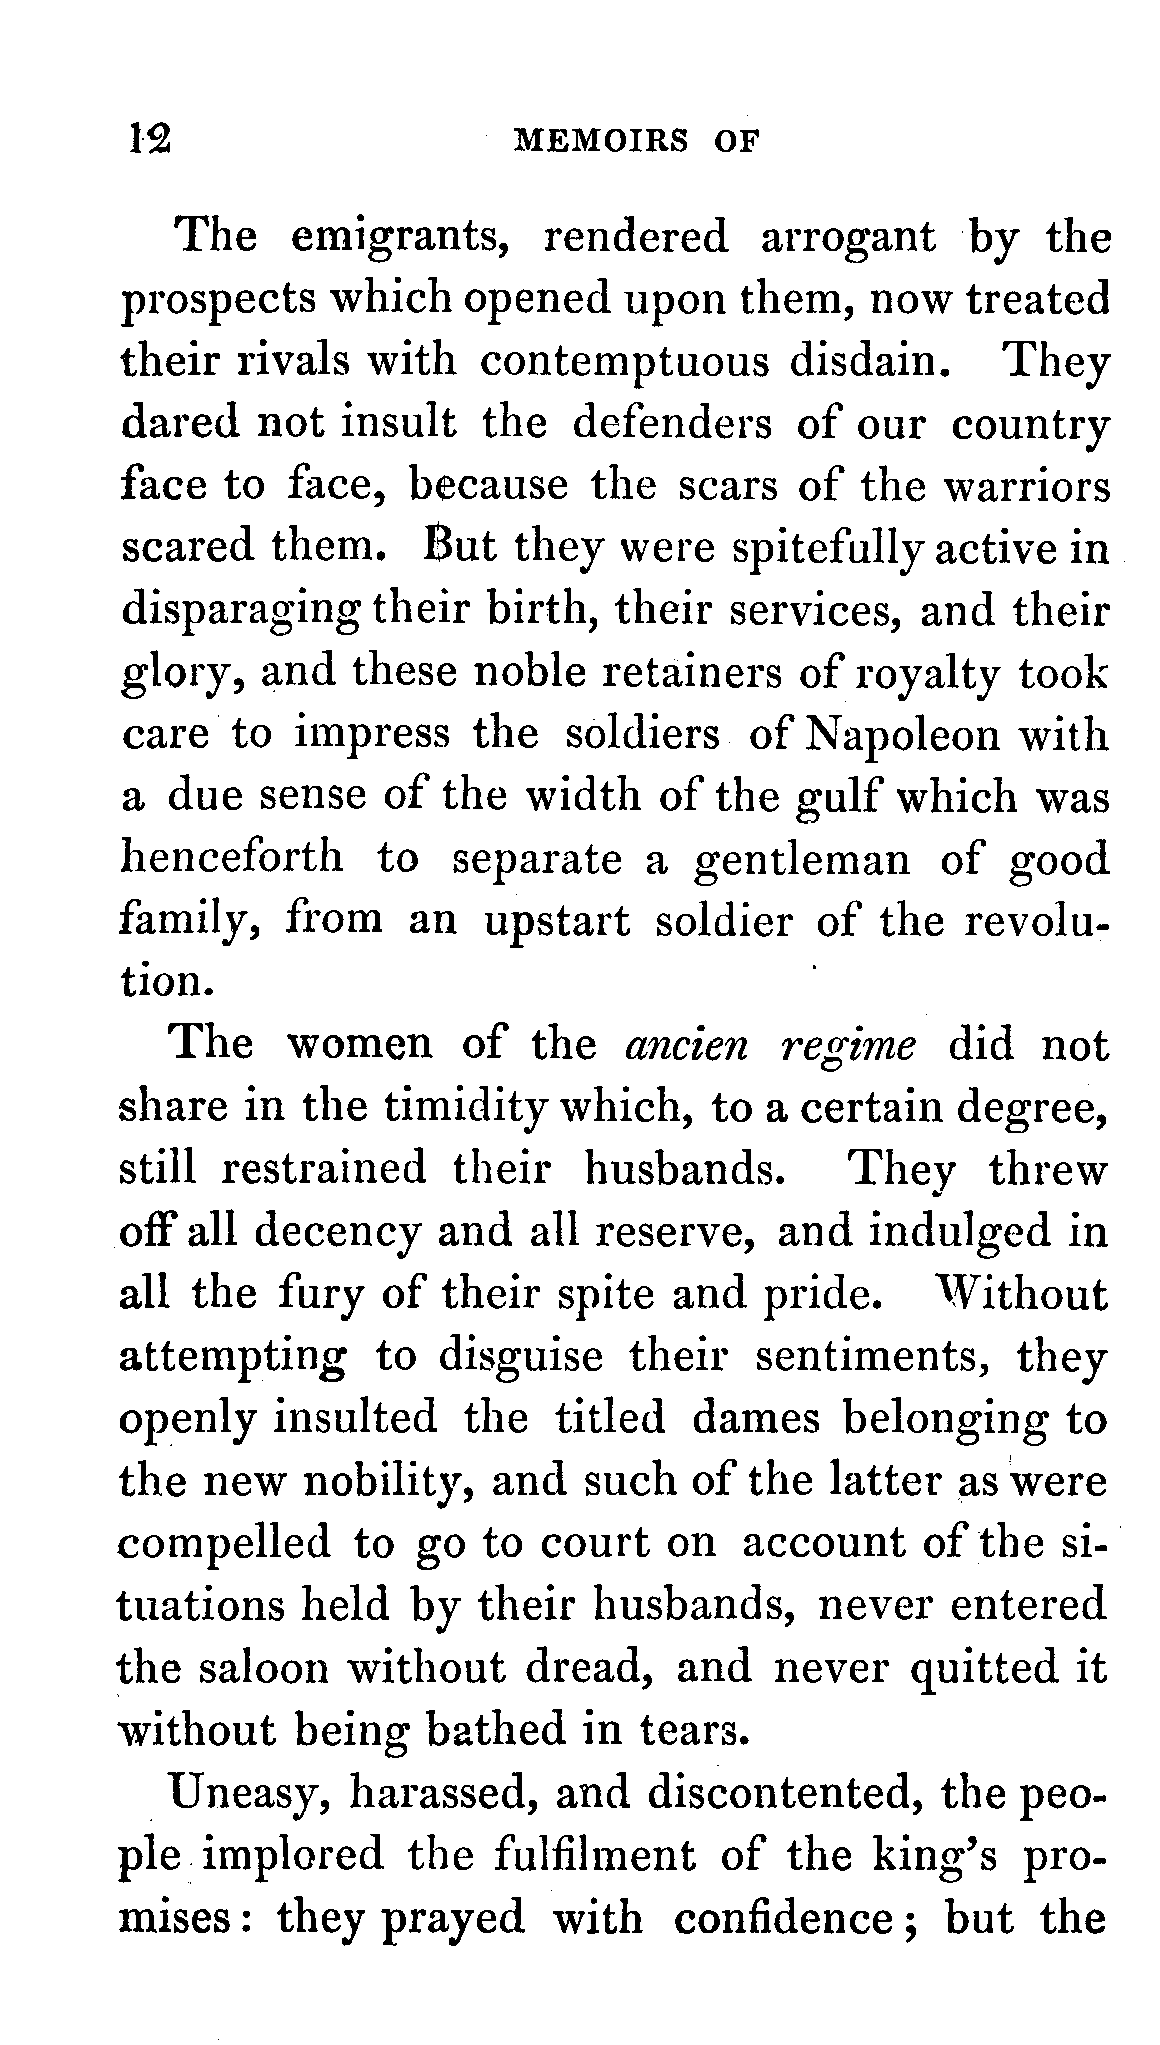 12 MEMOIRS OF
The emigrants, rendered arrogant by the
prospects which opened upon them, now treated
their rivals with contemptuous disdain. They
dared not insult the defenders of our country
face to face, because the scars of the warriors
scared them. But they were spitefully active in
disparaging their birth, their services, and their
glory, and these noble retainers of royalty took
care to impress the soldiers of Napoleon with
a due sense of the width of the gulf which was
henceforth to separate a gentleman of good
family, from an upstart soldier of the revolu-
tion.
The women of the ancien regime did not
share in the timidity which, to a certain degree,
still restrained their husbands. They threw
off all decency and all reserve, and indulged in
all the fury of their spite and pride. Without
attempting to disguise their sentiments, they
openly insulted the titled dames belonging to
the new nobility, and such of the latter as were
compelled to go to court on account of the si-
tuations held by their husbands, never entered
the saloon without dread, and never quitted it
without being bathed in tears.
Uneasy, harassed, and discontented, the peo-
ple implored the fulfilment of the king's pro-
mises: they prayed with confidence; but the